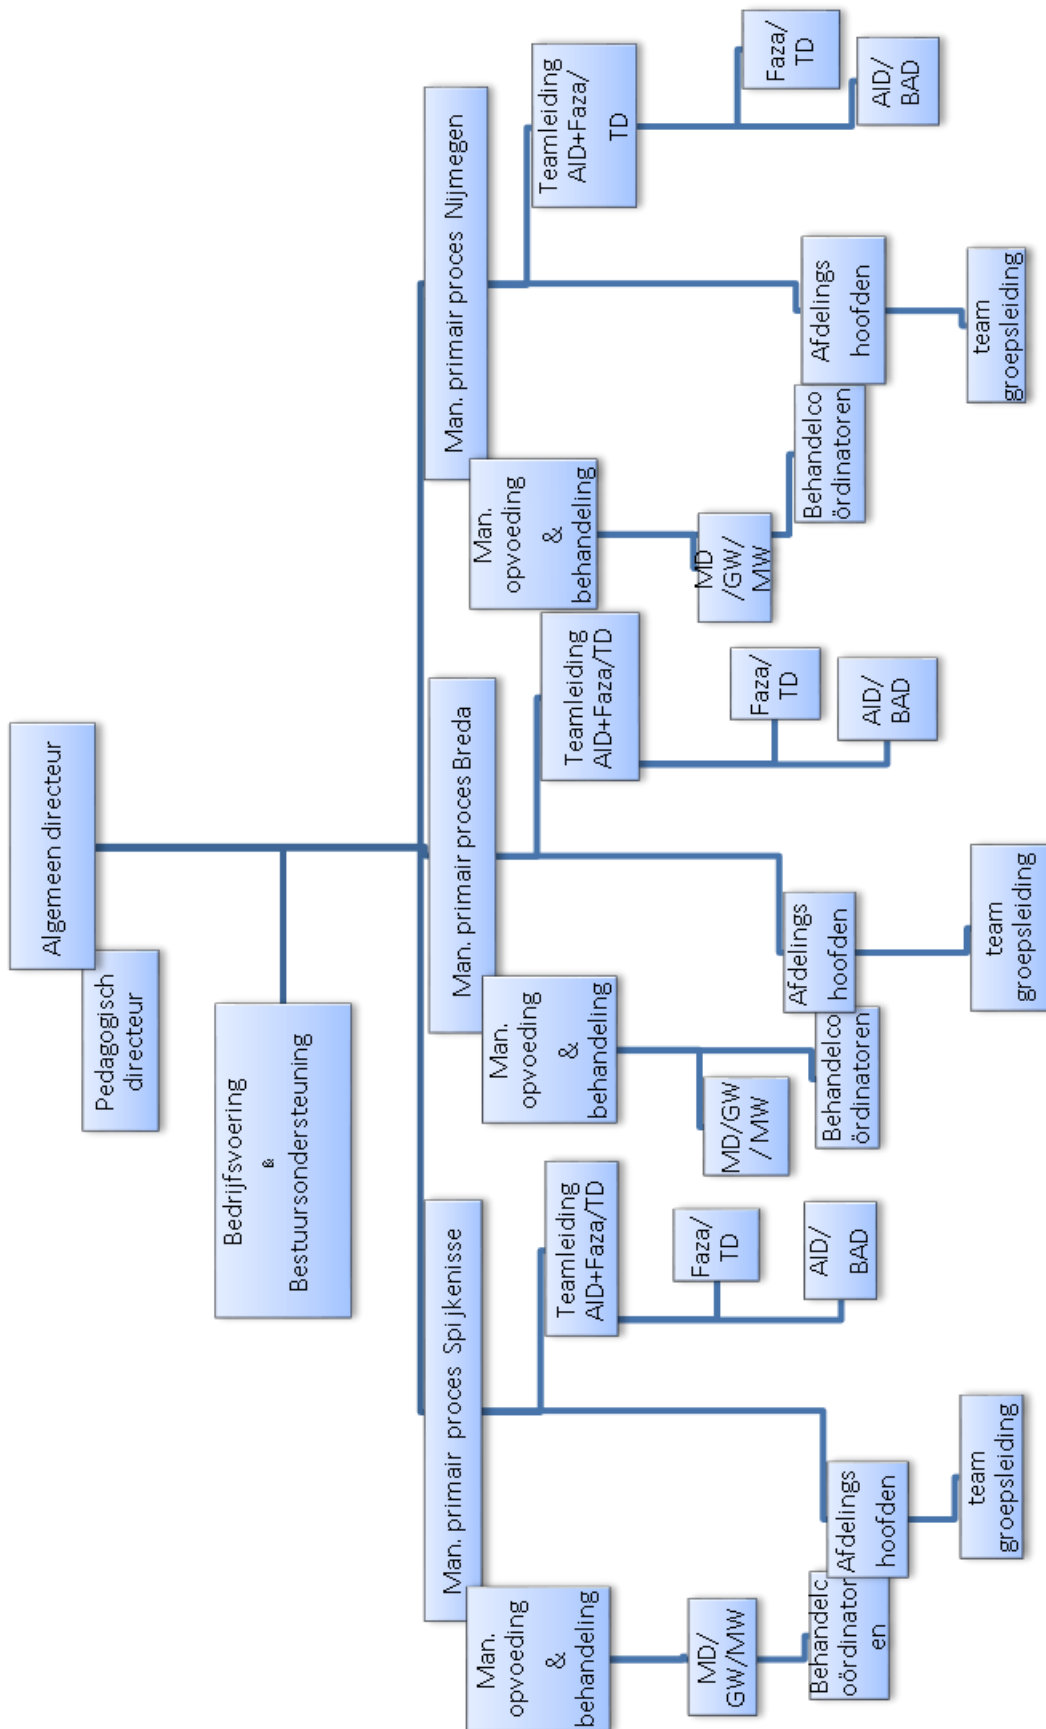 Algemeen directeur
Pedagogisch
directeur
Bedrijfsvoering
&
Bestuursondersteuning
Man. primair proces Spijkenisse
Man.
opvoeding
&
behandeling
MD/
GW/MW
Behandelc
oördinator
en
Afdelings
hoofden
team
groepsleiding
Teamleiding
AID+Faza/TD
Faza/
TD
AID/
BAD
Man. primair proces Breda
Man.
opvoeding
&
behandeling
MD/GW
/MW
Behandelco
ördinatoren
Afdelings
hoofden
team
groepsleiding
Teamleiding
AID+Faza/TD
Faza/
TD
AID/
BAD
Man. primair proces Nijmegen
Man.
opvoeding
&
behandeling
MD
/GW/
MW
Behandelco
ördinatoren
Afdelings
hoofden
team
groepsleiding
Teamleiding
AID+Faza/
TD
Faza/
TD
AID/
BAD